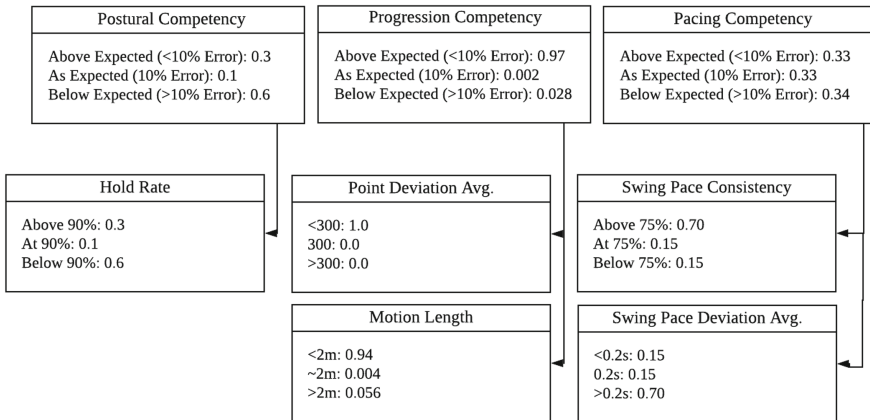 Postural Competency
Above Expected (<10% Error): 0.3
As Expected (10% Error): 0.1
Below Expected (>10% Error): 0.6
Progression Competency
Above Expected (<10% Error): 0.97
As Expected (10% Error): 0.002
Below Expected (>10% Error): 0.028
Pacing Competency
Above Expected (<10% Error): 0.33
As Expected (10% Error): 0.33
Below Expected (>10% Error): 0.34
Hold Rate
Above 90%: 0.3
At 90%: 0.1
Below 90%: 0.6
Point Deviation Avg.
<300: 1.0
300: 0.0
>300: 0.0
Swing Pace Consistency
Above 75%: 0.70
At 75%: 0.15
Below 75%: 0.15
Motion Length
<2m: 0.94
~2m: 0.004
>2m: 0.056
Swing Pace Deviation Avg.
<0.2s: 0.15
0.2s: 0.15
>0.2s: 0.70